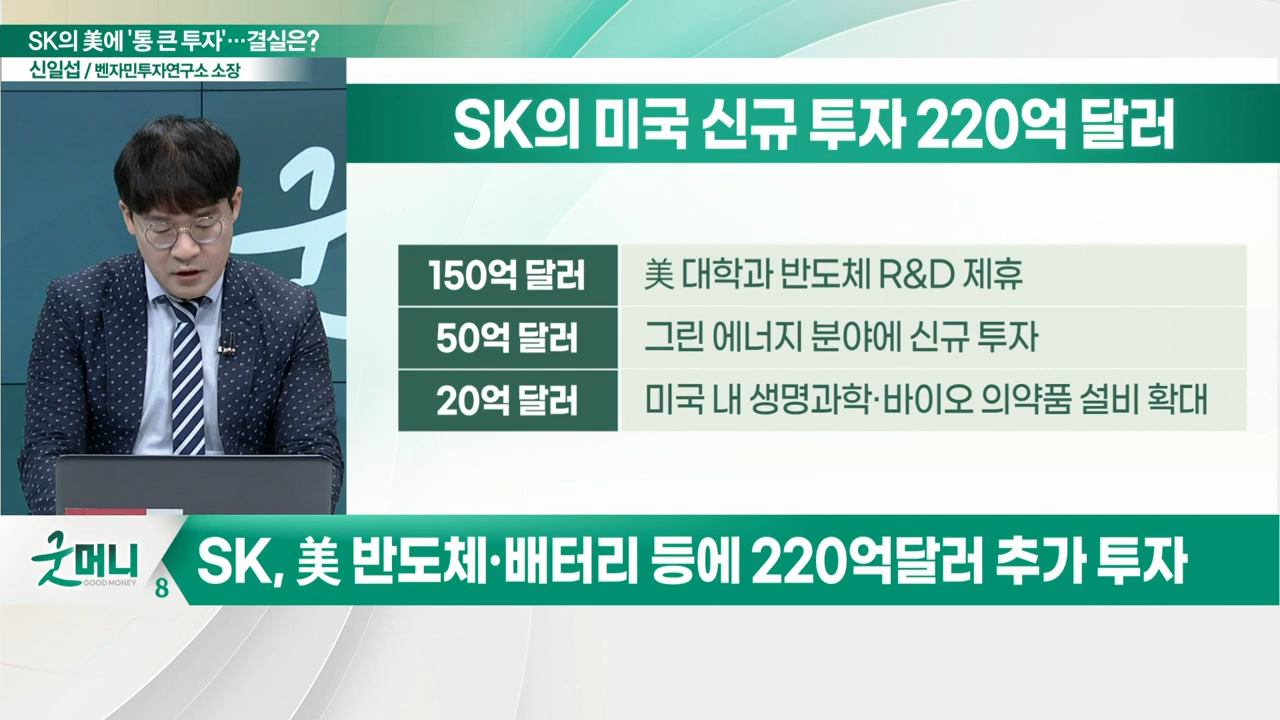 SK의 美에 '통 큰 투자'…결실은?
신일섭 / 벤자민투자연구소 소장
SK의 미국 신규 투자 220억 달러
150억 달러 美 대학과 반도체 R&D 제휴
50억 달러 그린 에너지 분야에 신규 투자
20억 달러 미국 내 생명과학·바이오 의약품 설비 확대
굿머니
GOOD MONEY
8
SK, 美 반도체·배터리 등에 220억달러 추가 투자